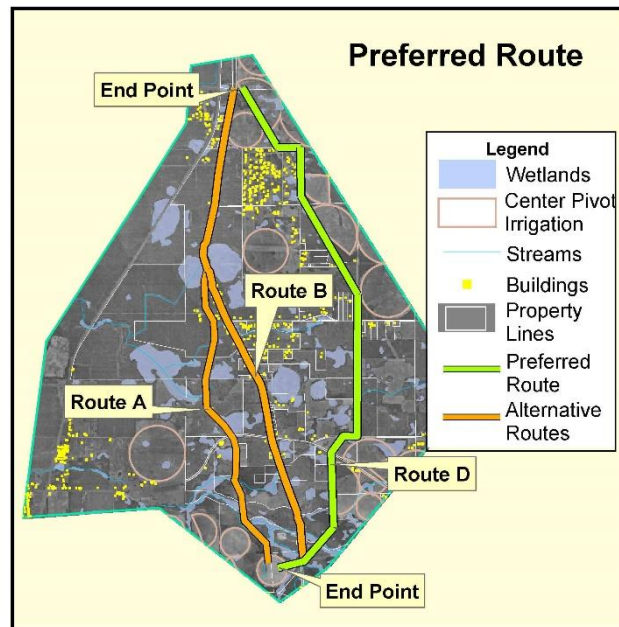 Preferred Route
End Point
Legend
Wetlands
Center Pivot
Irrigation
Streams
Buildings
Property
Lines
Preferred
Route
Alternative
Routes
Route B
Route A
Route D
End Point